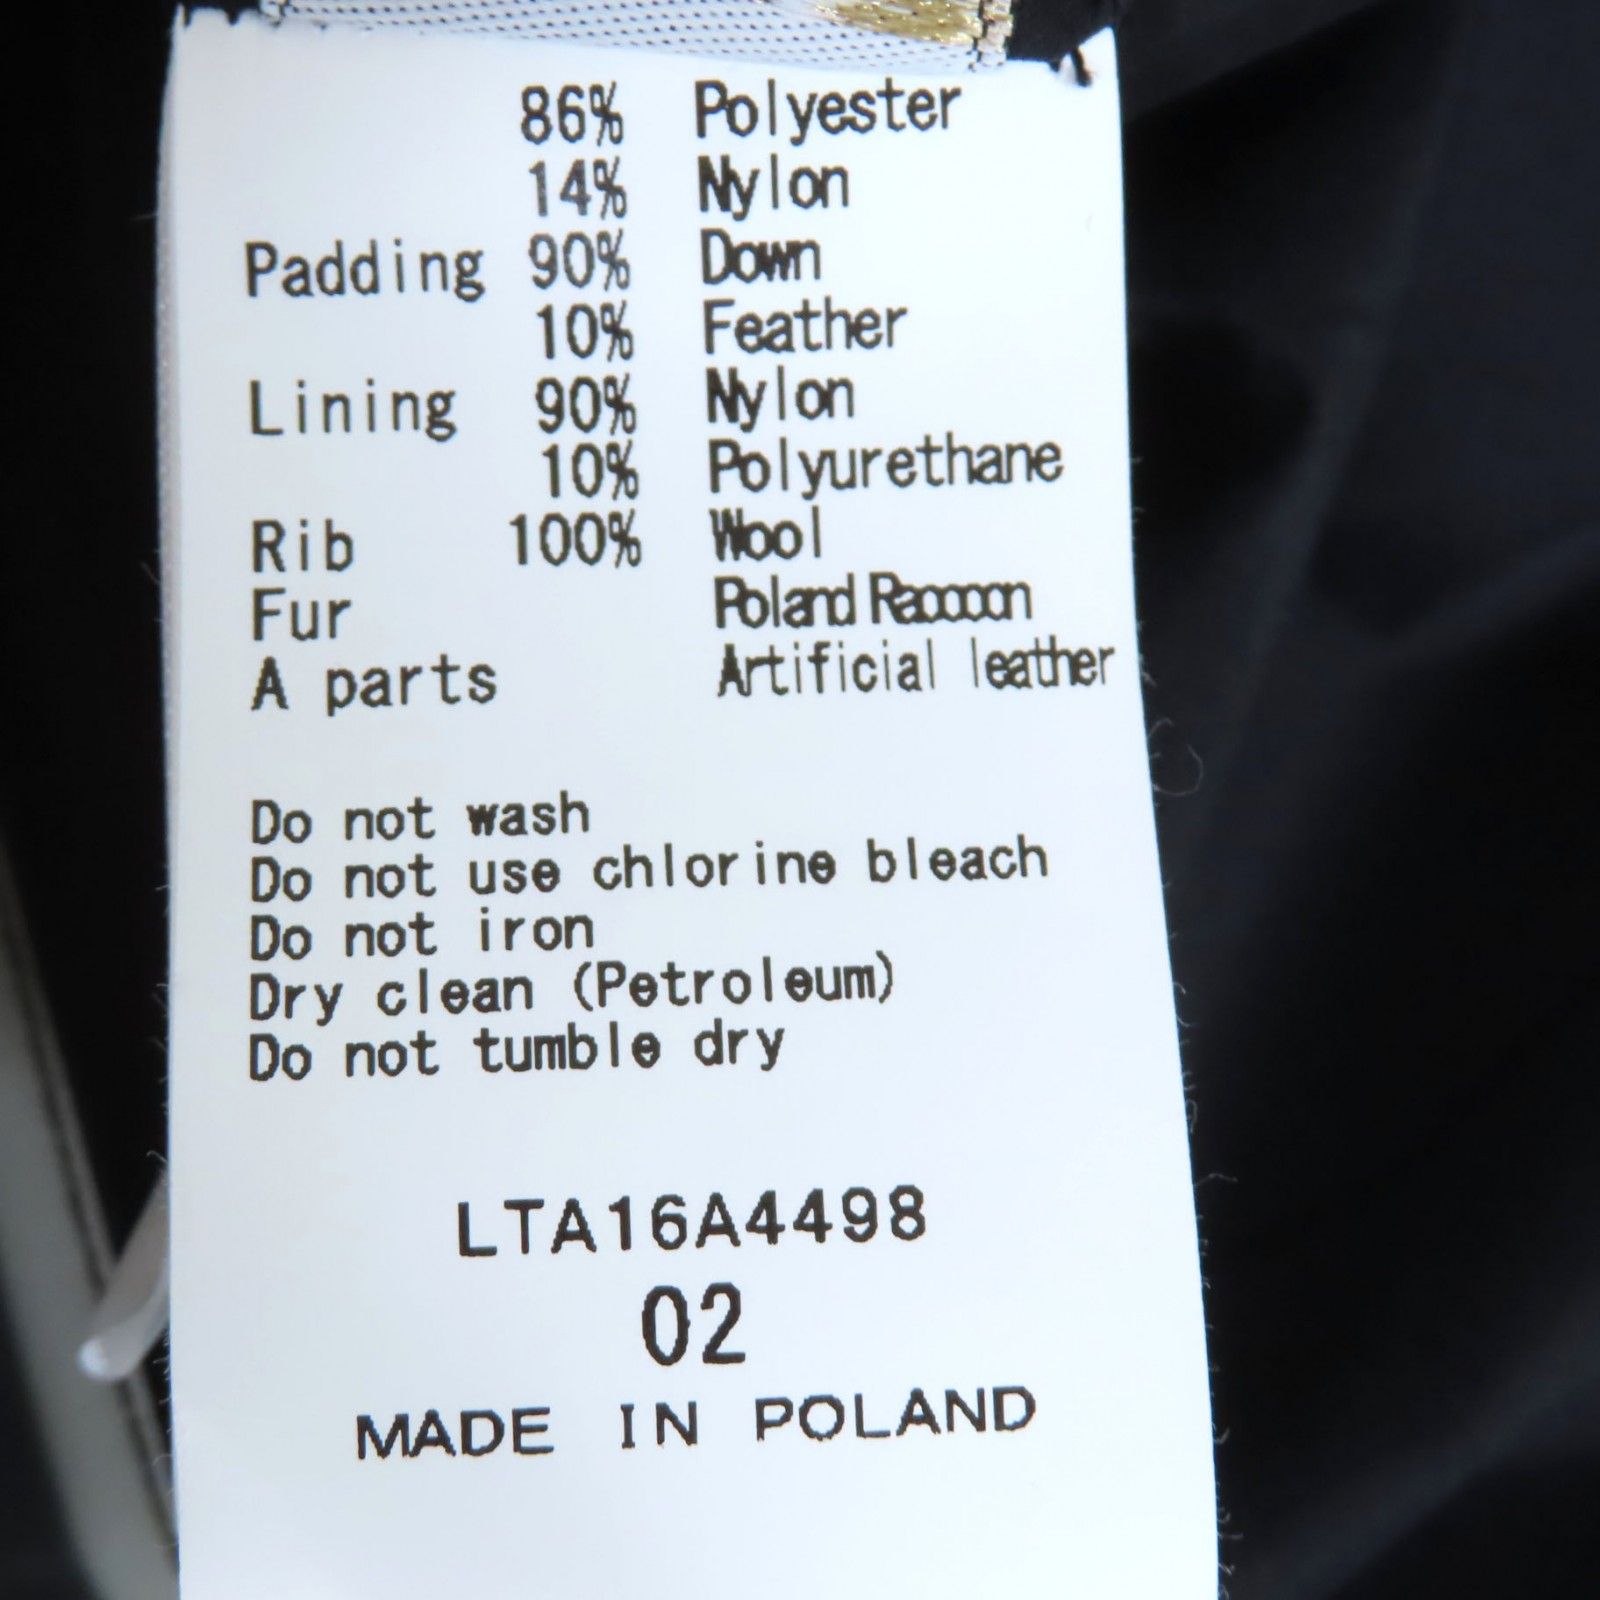 86% Polyester
14% Nylon
Padding 90% Down
10% Feather
Lining 90% Nylon
10% Polyurethane
Rib 100% Wool
Fur Poland Raccoon
A parts Artificial leather
Do not wash
Do not use chlorine bleach
Do not iron
Dry clean (Petroleum)
Do not tumble dry
LTA16A4498
02
MADE IN POLAND